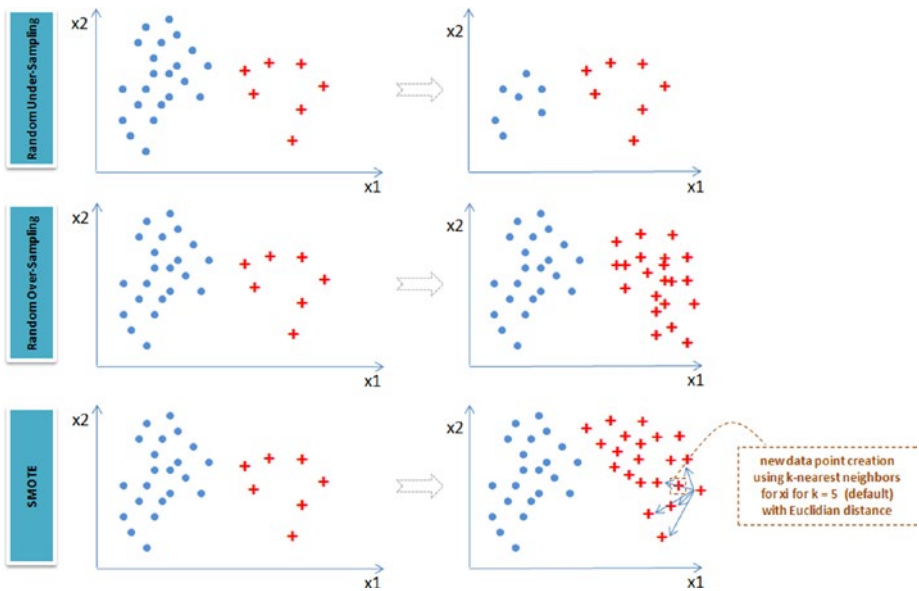 Random Under-Sampling
x2
x1
x2
x1
Random Over-Sampling
x2
x1
x2
x1
SMOTE
x2
x1
x2
x1
new data point creation
using k-nearest neighbors
for xi for k = 5 (default)
with Euclidian distance